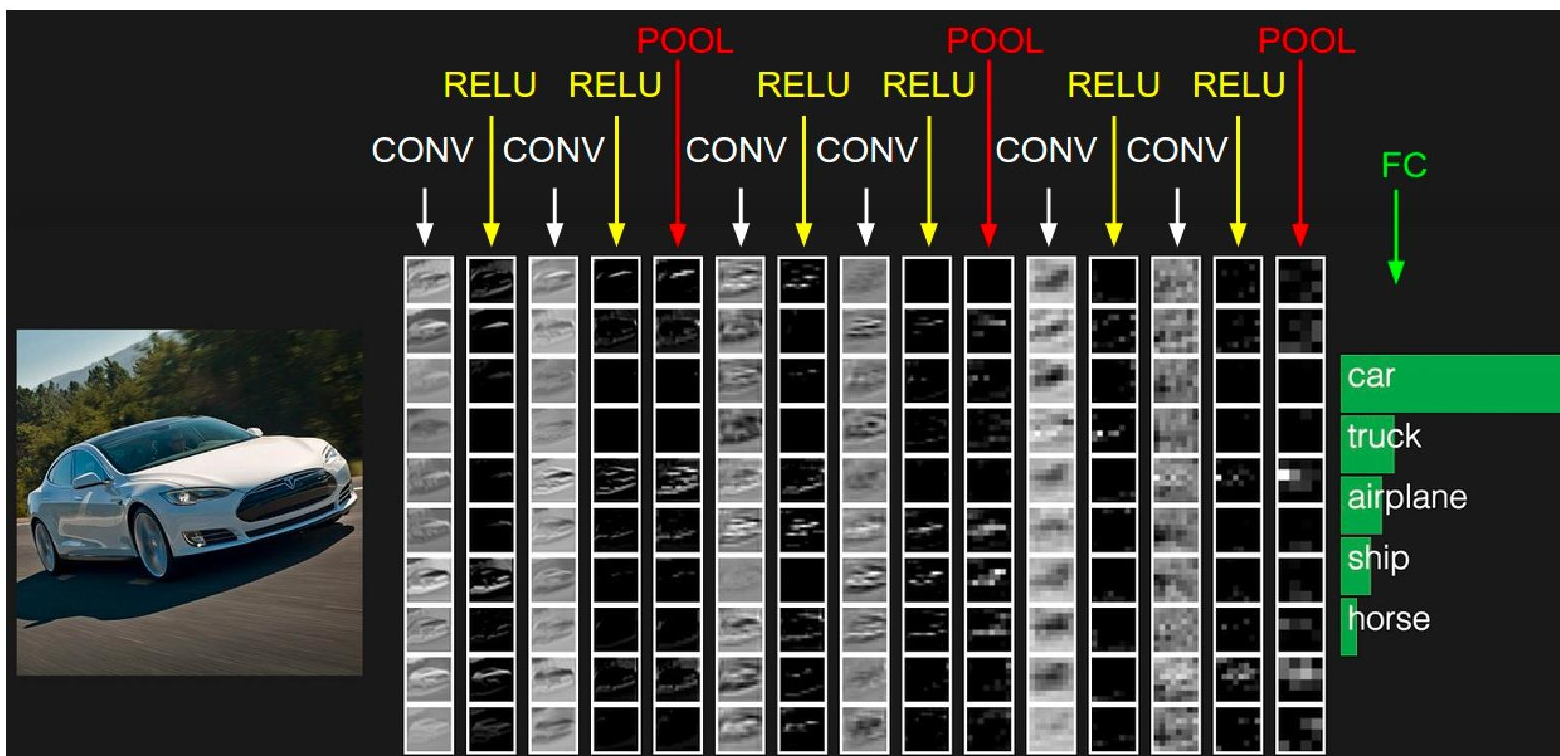 POOL POOL POOL
RELU RELU RELU RELU RELU RELU
CONV CONV CONV CONV CONV CONV
FC
car
truck
airplane
ship
horse